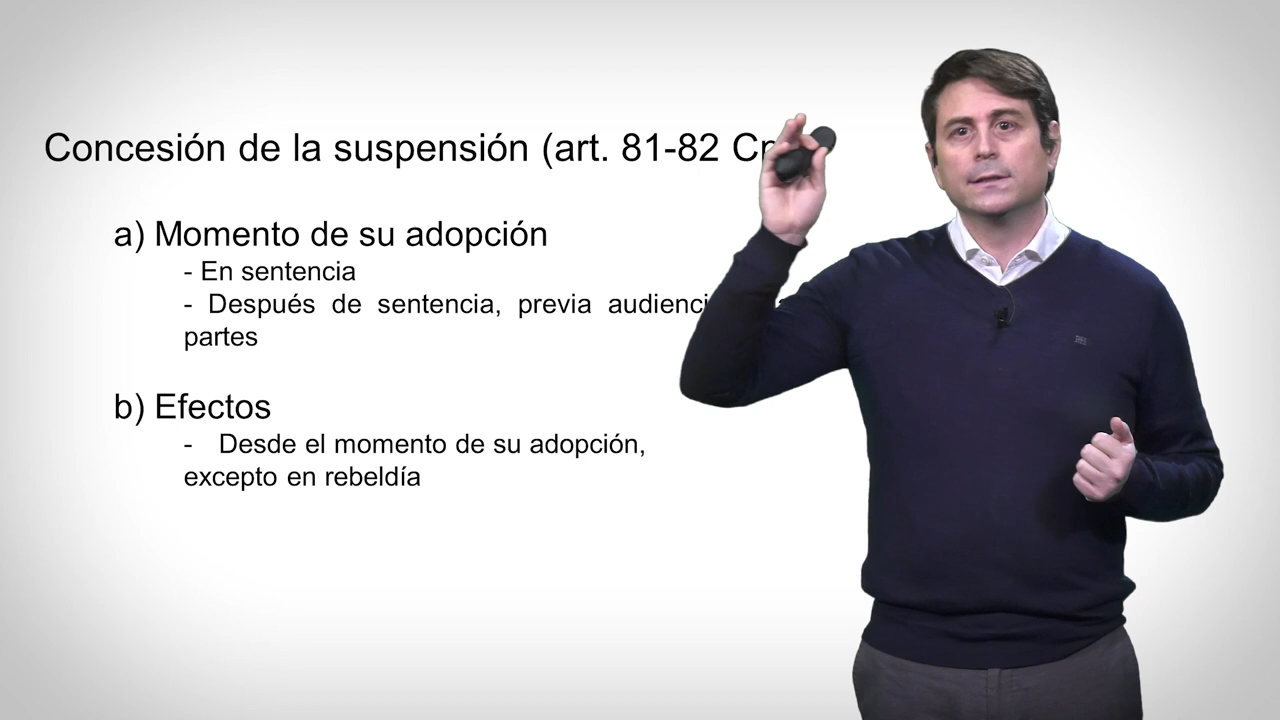 Concesión de la suspensión (art. 81-82
a) Momento de su adopción
- En sentencia
- Después de sentencia, previa
partes
b) Efectos
- Desde el momento de su adopción,
excepto en rebeldía